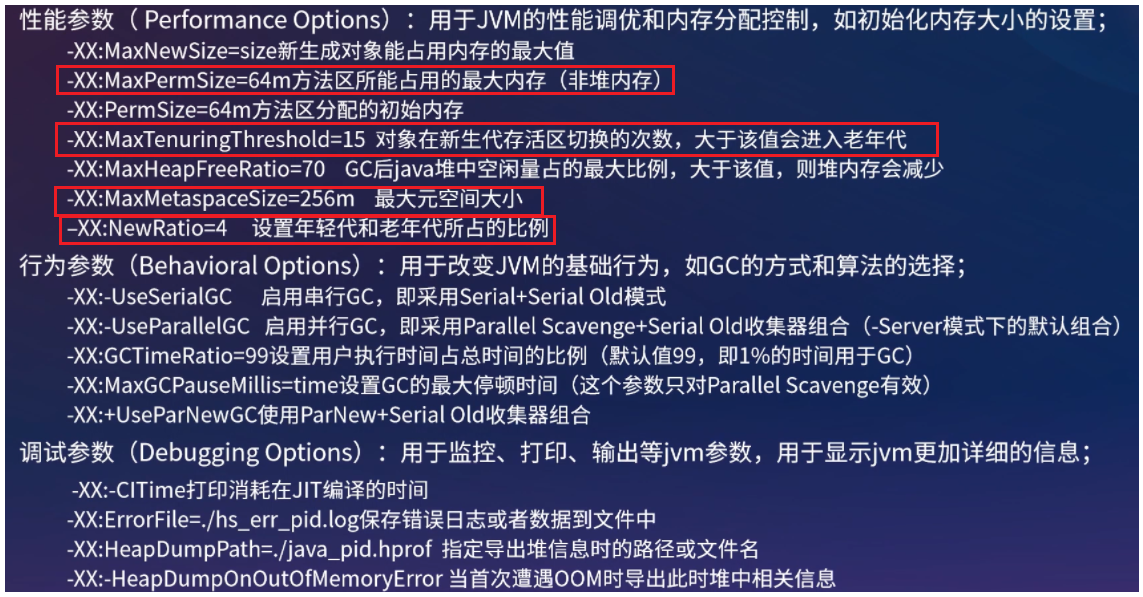 性能参数（ Performance Options）：用于JVM的性能调优和内存分配控制，如初始化内存大小的设置；
-XX:MaxNewSize=size新生成对象能占用内存的最大值
-XX:MaxPermSize=64m方法区所能占用的最大内存（非堆内存）
-XX:PermSize=64m方法区分配的初始内存
-XX:MaxTenuringThreshold=15 对象在新生代存活区切换的次数，大于该值会进入老年代
-XX:MaxHeapFreeRatio=70 GC后java堆中空闲量占的最大比例，大于该值，则堆内存会减少
-XX:MaxMetaspaceSize=256m 最大元空间大小
–XX:NewRatio=4 设置年轻代和老年代所占的比例
行为参数（Behavioral Options）：用于改变JVM的基础行为，如GC的方式和算法的选择；
-XX:-UseSerialGC 启用串行GC，即采用Serial+Serial Old模式
-XX:-UseParallelGC 启用并行GC，即采用Parallel Scavenge+Serial Old收集器组合（-Server模式下的默认组合）
-XX:GCTimeRatio=99设置用户执行时间占总时间的比例（默认值99，即1%的时间用于GC）
-XX:MaxGCPauseMillis=time设置GC的最大停顿时间（这个参数只对Parallel Scavenge有效）
-XX:+UseParNewGC使用ParNew+Serial Old收集器组合
调试参数（Debugging Options）：用于监控、打印、输出等jvm参数，用于显示jvm更加详细的信息；
-XX:-CITime打印消耗在JIT编译的时间
-XX:ErrorFile=./hs_err_pid.log保存错误日志或者数据到文件中
-XX:HeapDumpPath=./java_pid.hprof 指定导出堆信息时的路径或文件名
-XX:-HeapDumpOnOutOfMemoryError 当首次遭遇OOM时导出此时堆中相关信息